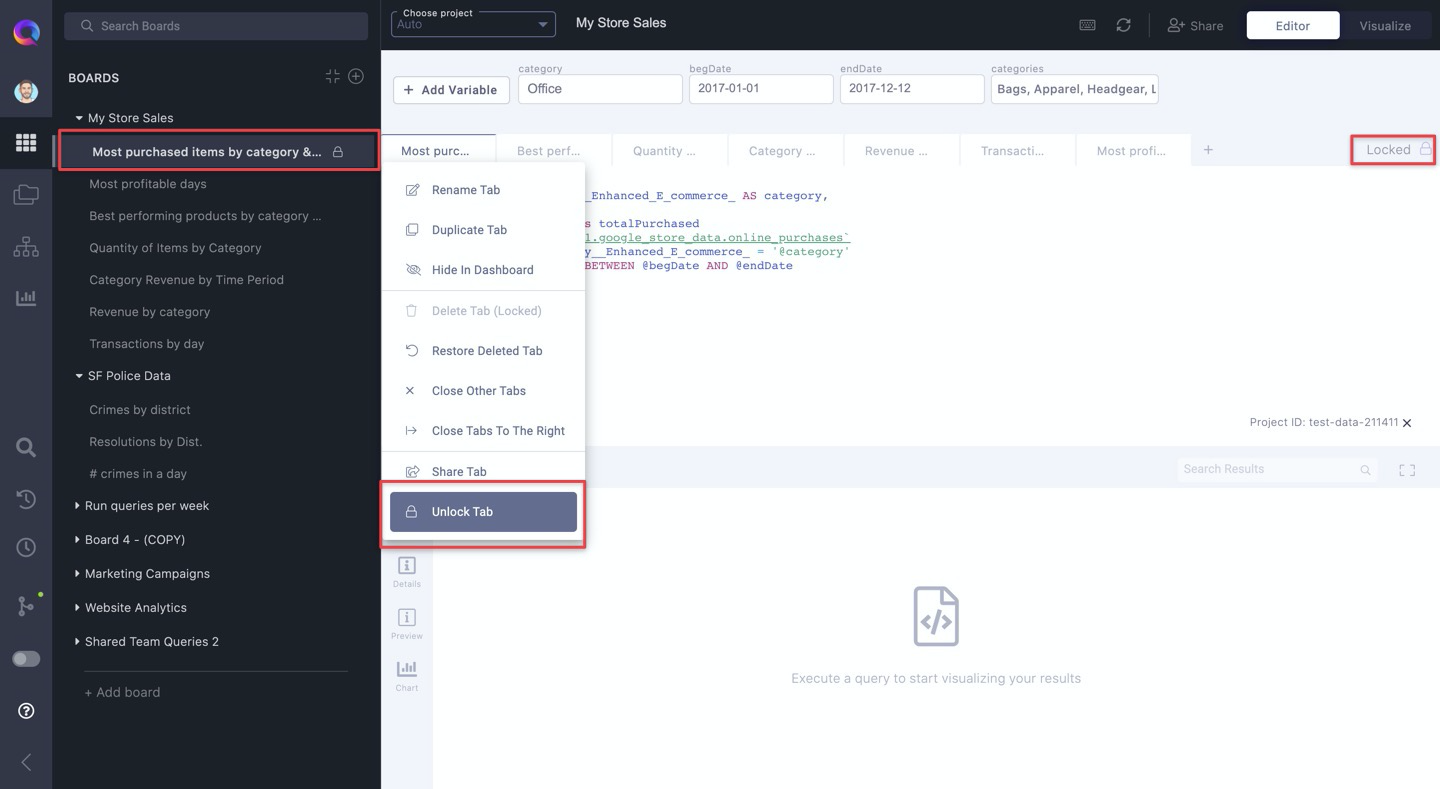 Search Boards
Choose project
Auto
My Store Sales
Share
Editor
Visualize
BOARDS
My Store Sales
Most purchased items by category &...
Most profitable days
Best performing products by category ...
Quantity of Items by Category
Category Revenue by Time Period
Revenue by category
Transactions by day
SF Police Data
Crimes by district
Resolutions by Dist.
# crimes in a day
Run queries per week
Board 4 - (COPY)
Marketing Campaigns
Website Analytics
Shared Team Queries 2
+ Add board
+ Add Variable
category
Office
begDate
2017-01-01
endDate
2017-12-12
categories
Bags, Apparel, Headgear, L
Most purc...
Best perf...
Quantity ...
Category ...
Revenue ...
Transacti...
Most profi...
+
Locked
_Enhanced_E_commerce_ AS category,
s totalPurchased
l.google_store_data.online_purchases`
y__Enhanced_E_commerce_ = '@category'
BETWEEN @begDate AND @endDate
Rename Tab
Duplicate Tab
Hide In Dashboard
Delete Tab (Locked)
Restore Deleted Tab
Close Other Tabs
Close Tabs To The Right
Share Tab
Unlock Tab
Project ID: test-data-211411
Search Results
Details
Preview
Chart
Execute a query to start visualizing your results